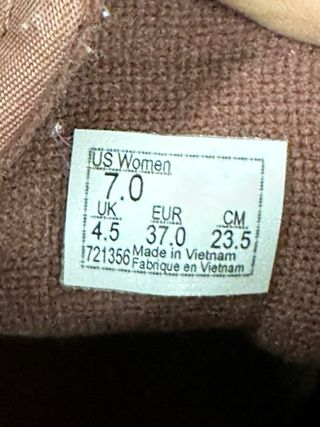 US Women
7.0
UK EUR CM
4.5 37.0 23.5
721356 Made in Vietnam
Fabrique en Vietnam